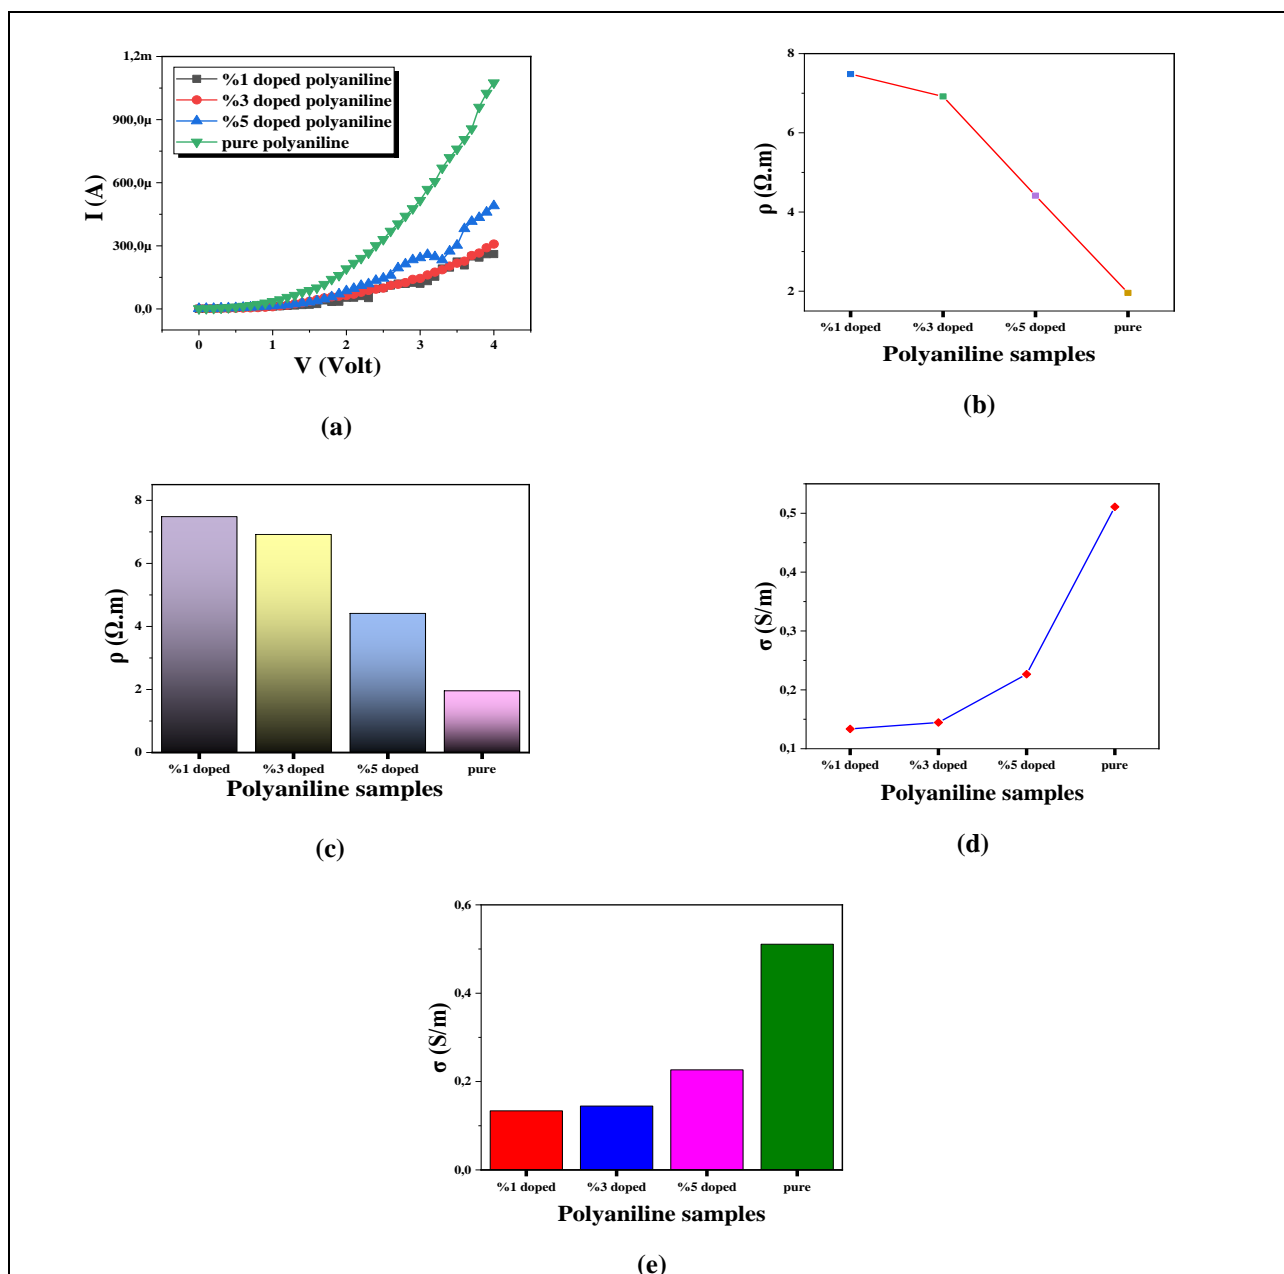 1,2m
900,0μ
600,0μ
300,0μ
0,0
I (A)
%1 doped polyaniline
%3 doped polyaniline
%5 doped polyaniline
pure polyaniline
0 1 2 3 4
V (Volt)
(a)
8
6
4
2
ρ (Ω.m)
%1 doped %3 doped %5 doped pure
Polyaniline samples
(b)
8
6
4
2
0
ρ (Ω.m)
%1 doped %3 doped %5 doped pure
Polyaniline samples
(c)
0,5
0,4
0,3
0,2
0,1
σ (S/m)
%1 doped %3 doped %5 doped pure
Polyaniline samples
(d)
0,6
0,4
0,2
0,0
σ (S/m)
%1 doped %3 doped %5 doped pure
Polyaniline samples
(e)